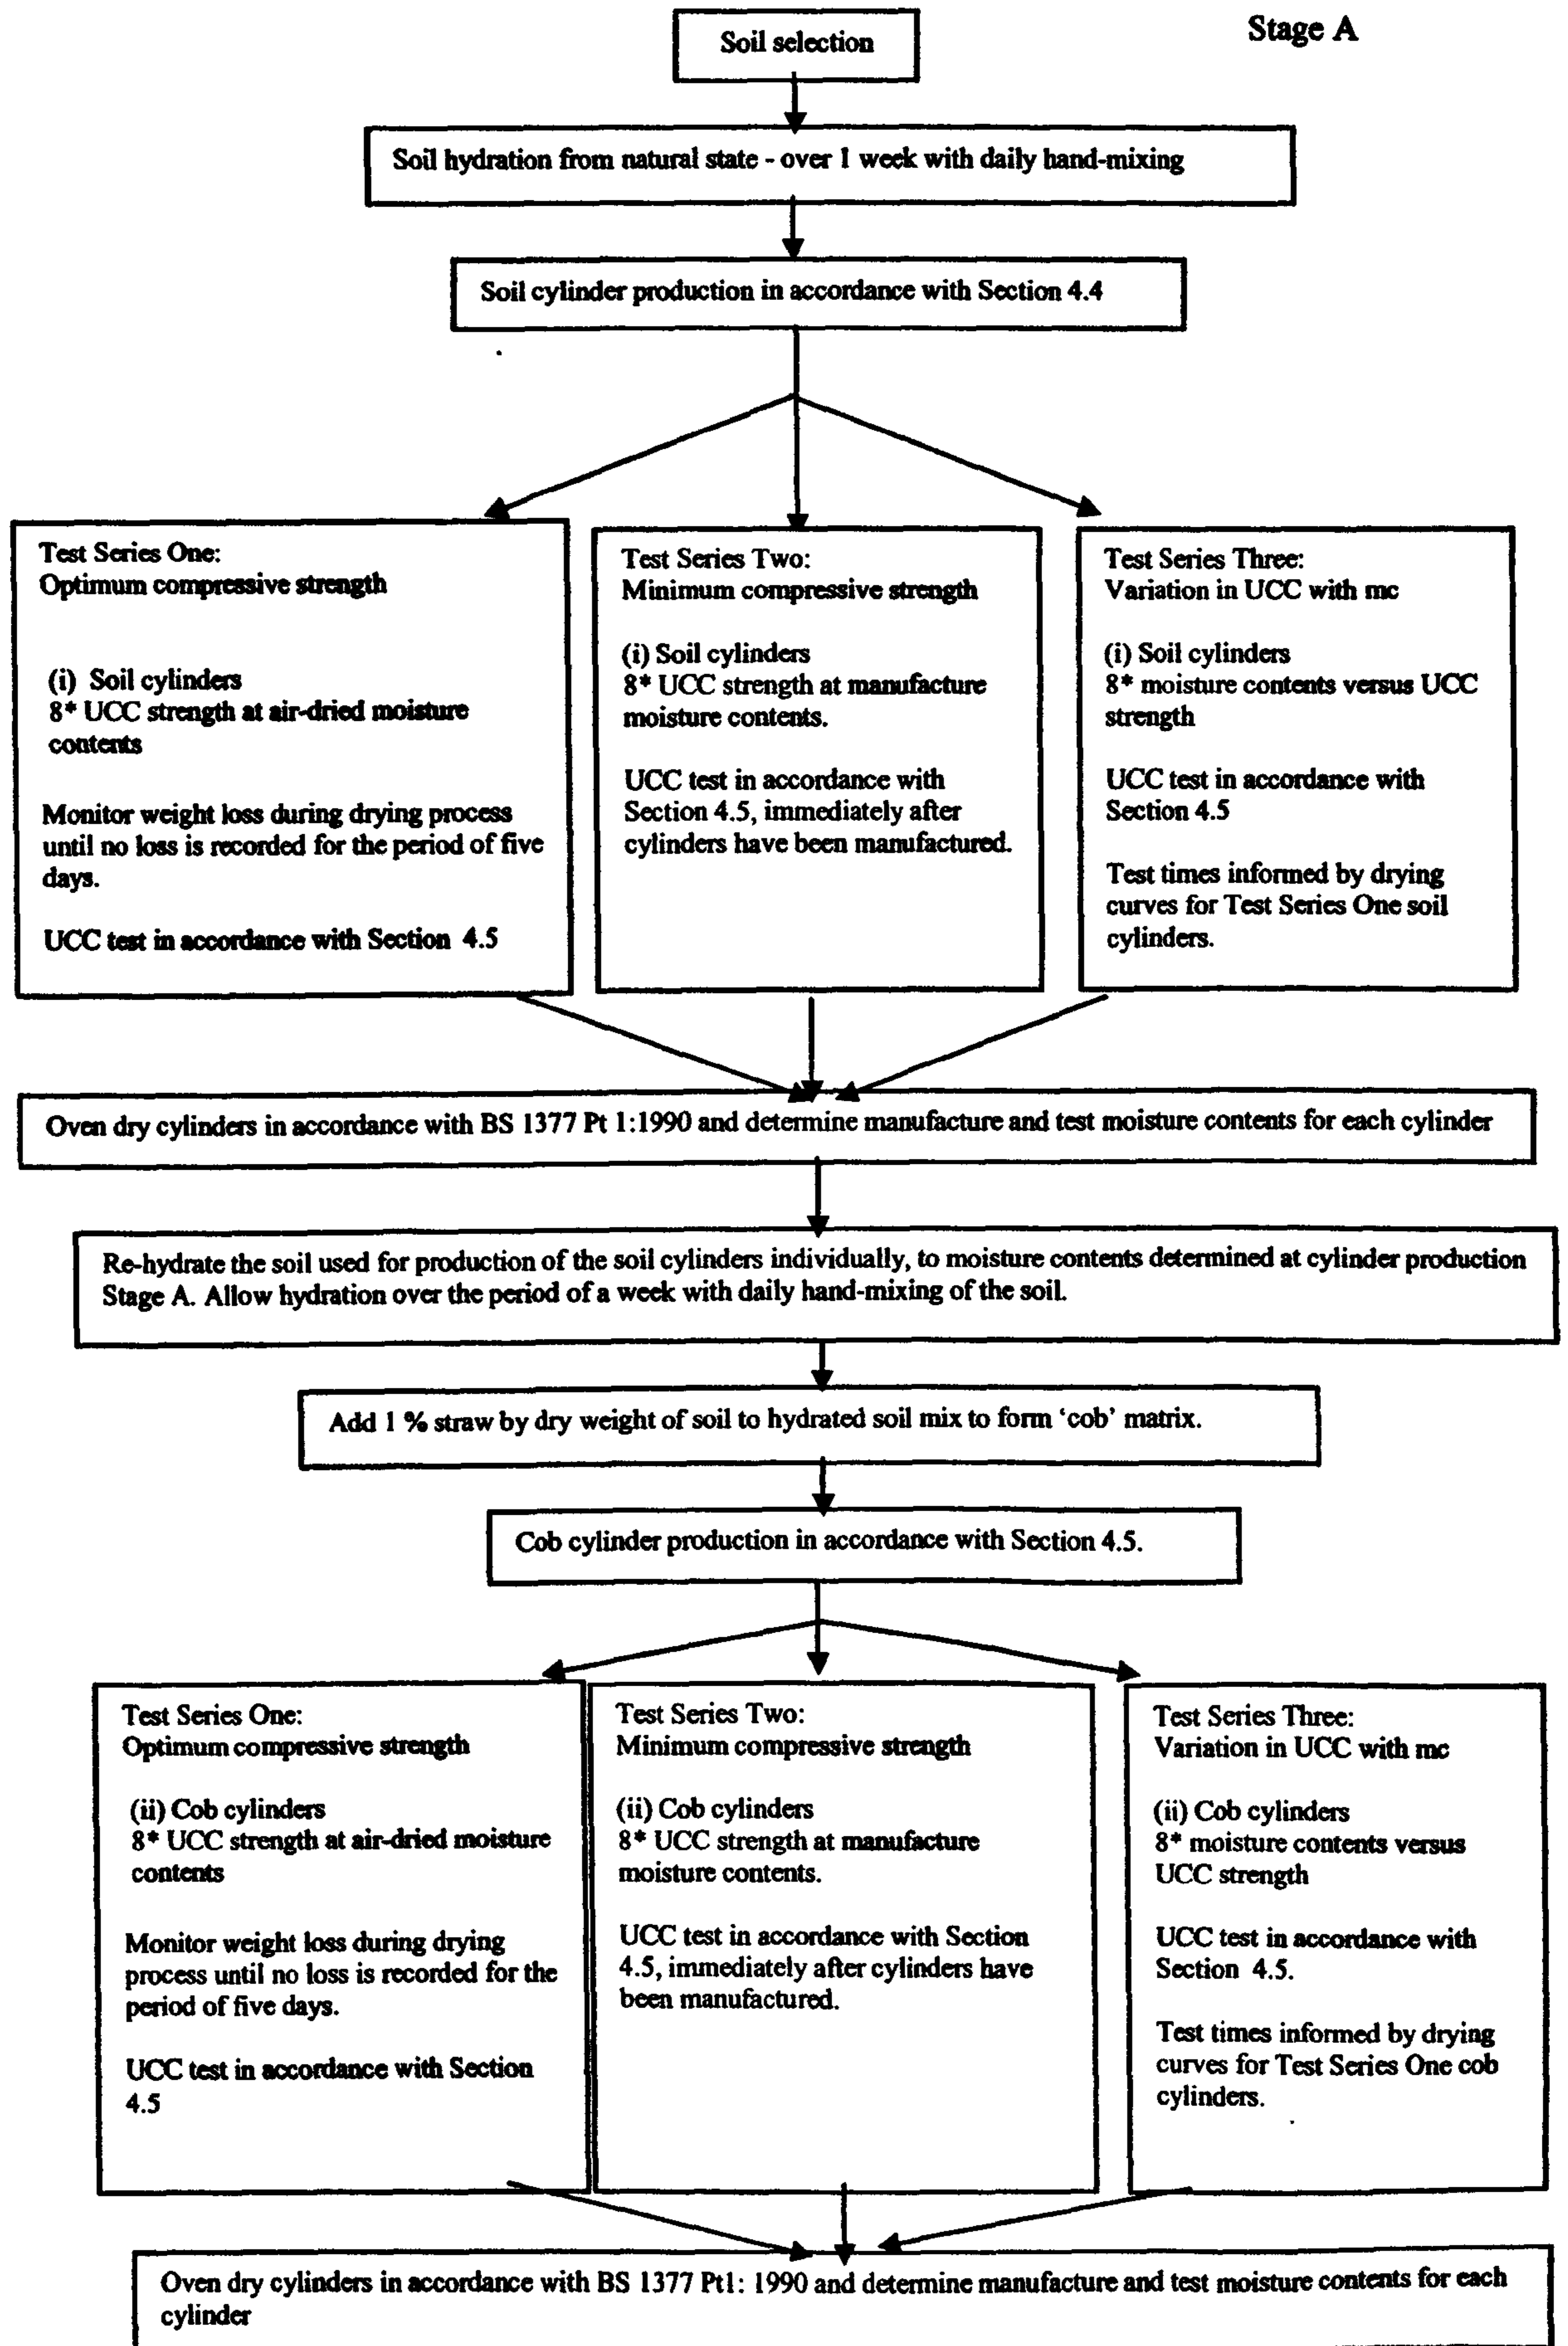 Stage A
Soil selection
Soil hydration from natural state - over 1 week with daily hand-mixing
Soil cylinder production in accordance with Section 4.4
Test Series One:
Optimum compressive strength
(i) Soil cylinders
8* UCC strength at air-dried moisture
contents
Monitor weight loss during drying process
until no loss is recorded for the period of five
days.
UCC test in accordance with Section 4.5
Test Series Two:
Minimum compressive strength
(i) Soil cylinders
8* UCC strength at manufacture
moisture contents.
UCC test in accordance with
Section 4.5, immediately after
cylinders have been manufactured.
Test Series Three:
Variation in UCC with mc
(i) Soil cylinders
8* moisture contents versus UCC
strength
UCC test in accordance with
Section 4.5
Test times informed by drying
curves for Test Series One soil
cylinders.
Oven dry cylinders in accordance with BS 1377 Pt 1:1990 and determine manufacture and test moisture contents for each cylinder
Re-hydrate the soil used for production of the soil cylinders individually, to moisture contents determined at cylinder production
Stage A. Allow hydration over the period of a week with daily hand-mixing of the soil.
Add 1 % straw by dry weight of soil to hydrated soil mix to form ‘cob’ matrix.
Cob cylinder production in accordance with Section 4.5.
Test Series One:
Optimum compressive strength
(ii) Cob cylinders
8* UCC strength at air-dried moisture
contents
Monitor weight loss during drying
process until no loss is recorded for the
period of five days.
UCC test in accordance with Section
4.5
Test Series Two:
Minimum compressive strength
(ii) Cob cylinders
8* UCC strength at manufacture
moisture contents.
UCC test in accordance with Section
4.5, immediately after cylinders have
been manufactured.
Test Series Three:
Variation in UCC with mc
(ii) Cob cylinders
8* moisture contents versus
UCC strength
UCC test in accordance with
Section 4.5.
Test times informed by drying
curves for Test Series One cob
cylinders.
Oven dry cylinders in accordance with BS 1377 Pt1: 1990 and determine manufacture and test moisture contents for each
cylinder